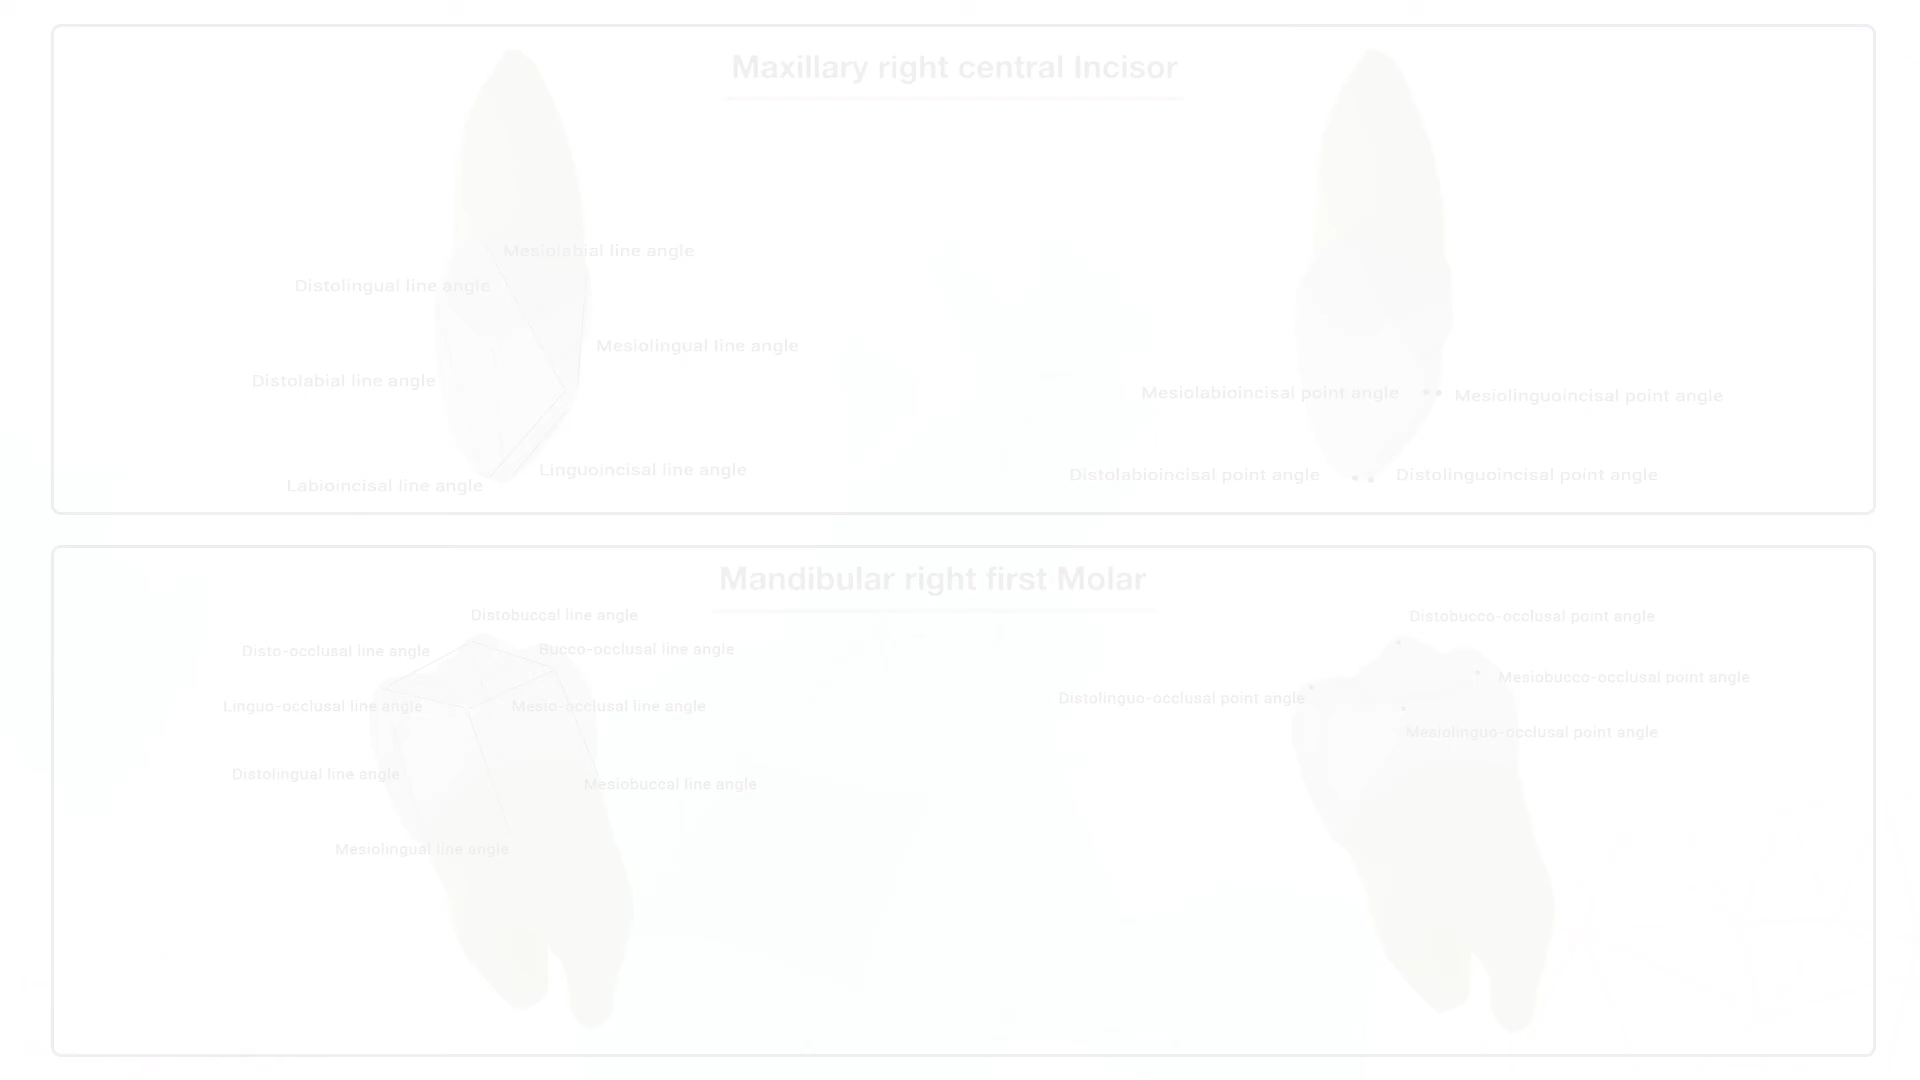 Maxillary right central Incisor
Mesiolabial line angle
Distolingual line angle
Mesiolingual line angle
Distolabial line angle
Linguoincisal line angle
Labioincisal line angle
Mesiolabioincisal point angle
Mesiolinguoincisal point angle
Distolabioincisal point angle
Distolinguoincisal point angle
Mandibular right first Molar
Distobuccal line angle
Disto-occlusal line angle
Bucco-occlusal line angle
Linguo-occlusal line angle
Mesio-occlusal line angle
Distolingual line angle
Mesiobuccal line angle
Mesiolingual line angle
Distobucco-occlusal point angle
Mesiobucco-occlusal point angle
Distolinguo-occlusal point angle
Mesiolinguo-occlusal point angle